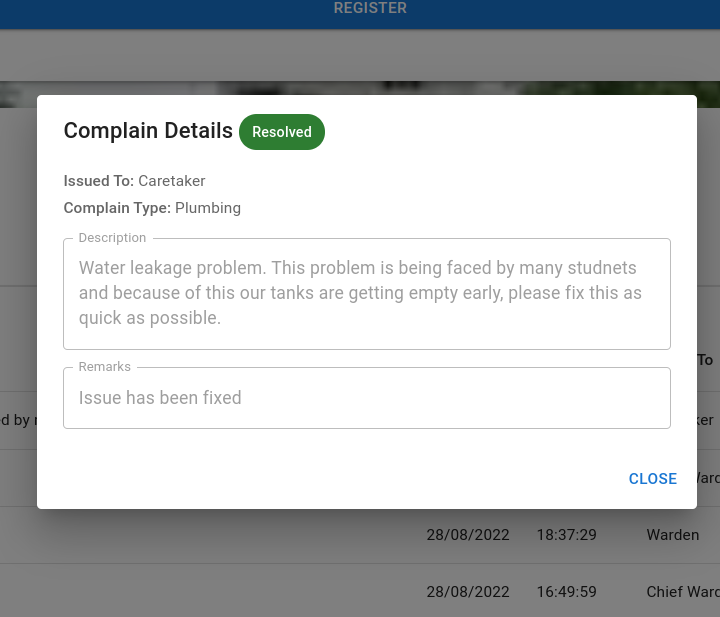 REGISTER
Complain Details Resolved
Issued To: Caretaker
Complain Type: Plumbing
Description
Water leakage problem. This problem is being faced by many studnets
and because of this our tanks are getting empty early, please fix this as
quick as possible.
Remarks
Issue has been fixed
CLOSE
To
ed by
ker
28/08/2022 18:37:29 Warden
28/08/2022 16:49:59 Chief Ward